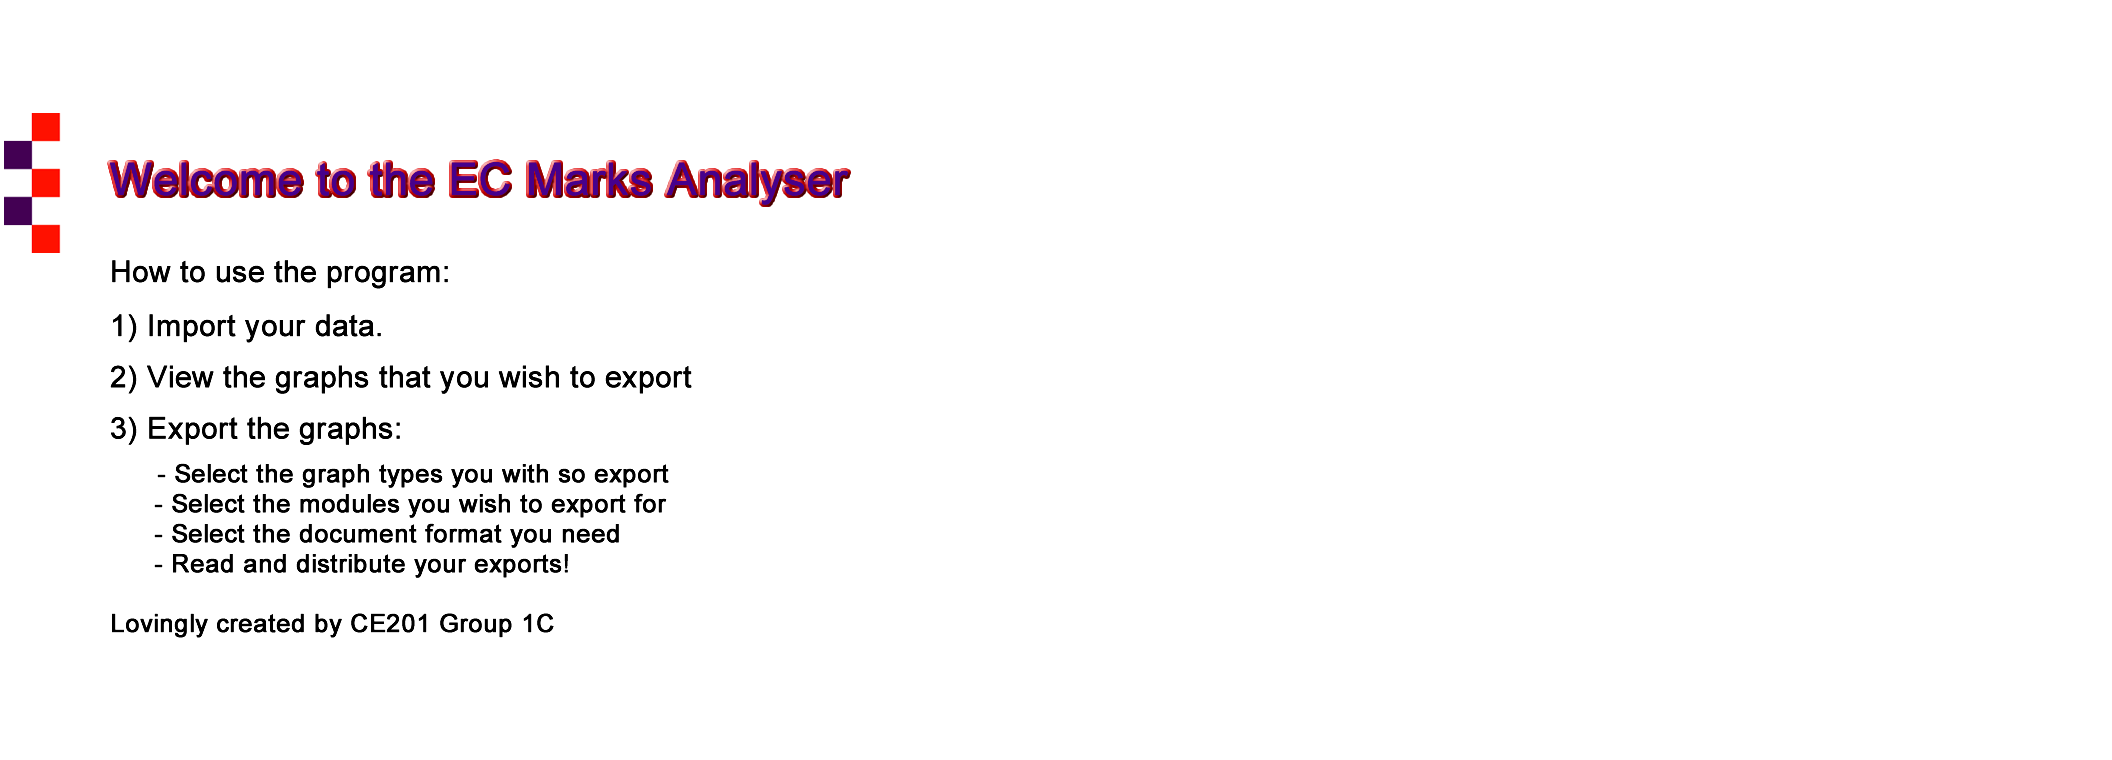 Welcome to the EC Marks Analyser
How to use the program:
1) Import your data.
2) View the graphs that you wish to export
3) Export the graphs:
- Select the graph types you with so export
- Select the modules you wish to export for
- Select the document format you need
- Read and distribute your exports!
Lovingly created by CE201 Group 1C